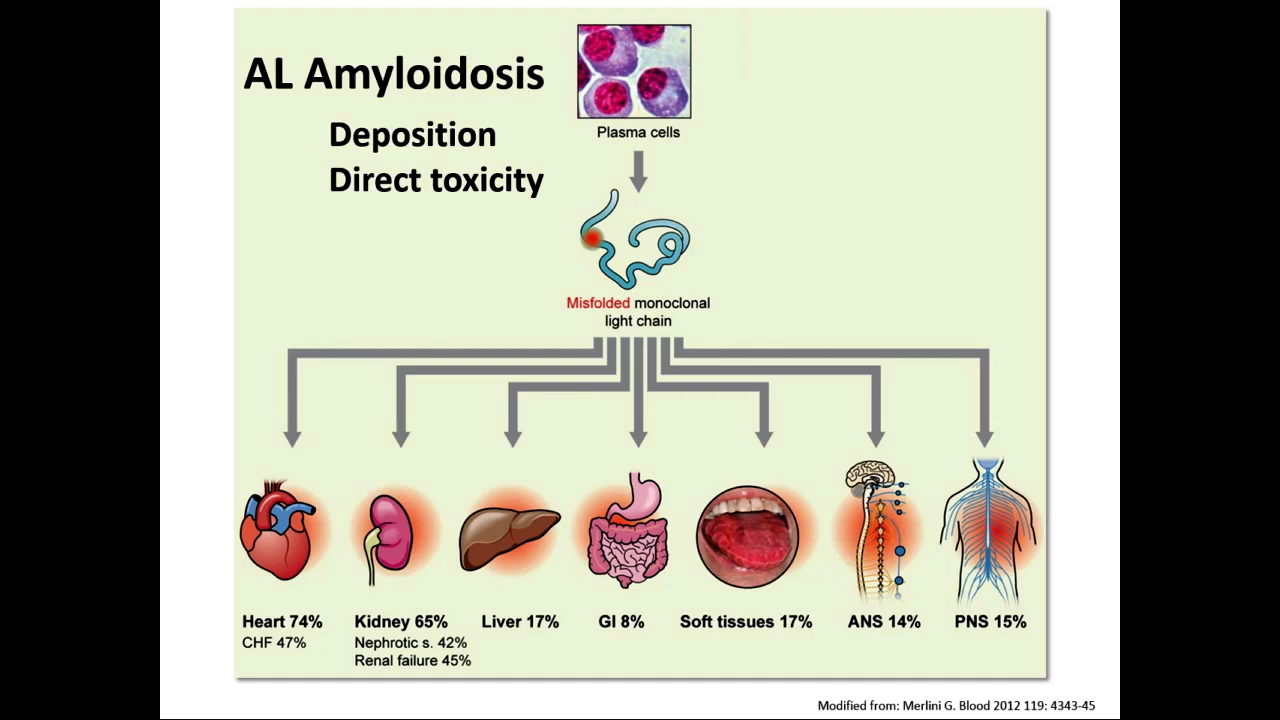 AL Amyloidosis
Deposition
Direct toxicity
Plasma cells
Misfolded monoclonal
light chain
Heart 74%
CHF 47%
Kidney 65%
Nephrotic s. 42%
Renal failure 45%
Liver 17%
GI 8%
Soft tissues 17%
ANS 14%
PNS 15%
Modified from: Merlini G. Blood 2012 119: 4343-45